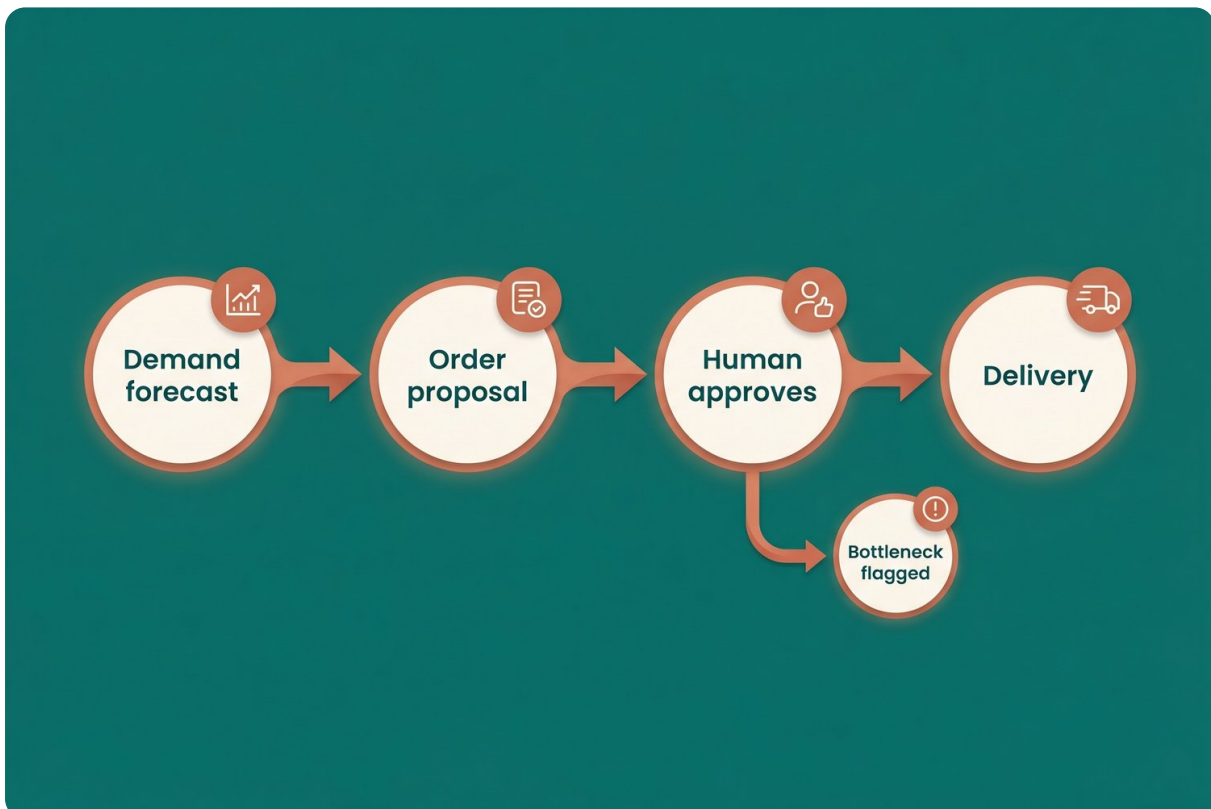 Demand
forecast
Order
proposal
Human
approves
Delivery
Bottleneck
flagged